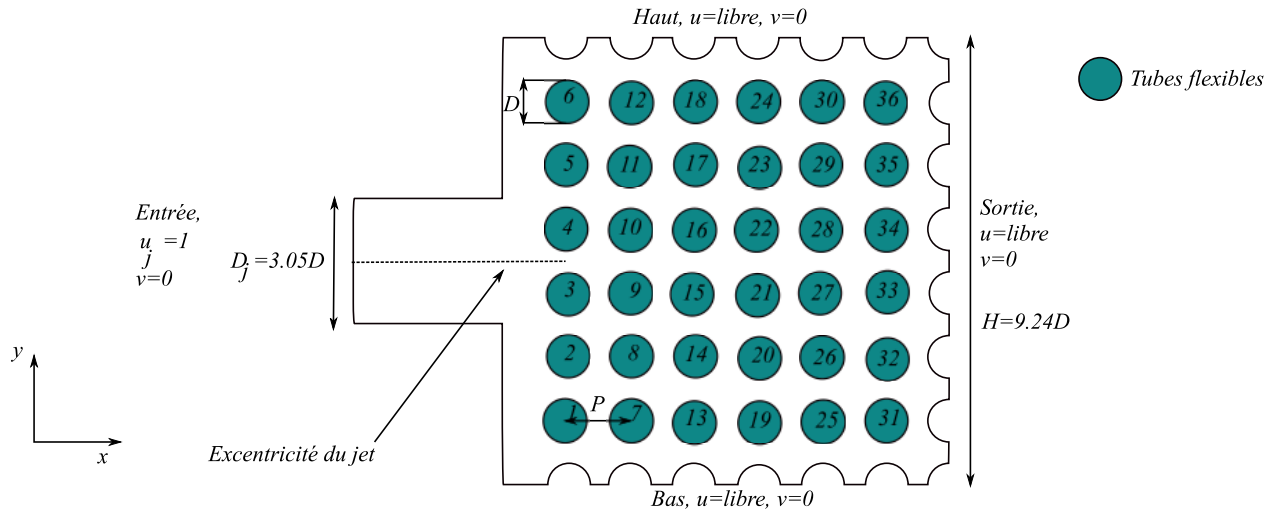 Haut, u=libre, v=0
Tubes flexibles
D
6 12 18 24 30 36
5 11 17 23 29 35
Entrée,
u_j =1
v=0
D_j=3.05D
4 10 16 22 28 34
Sortie,
u=libre
v=0
3 9 15 21 27 33
H=9.24D
2 8 14 20 26 32
y
P
1 7 13 19 25 31
x
Excentricité du jet
Bas, u=libre, v=0